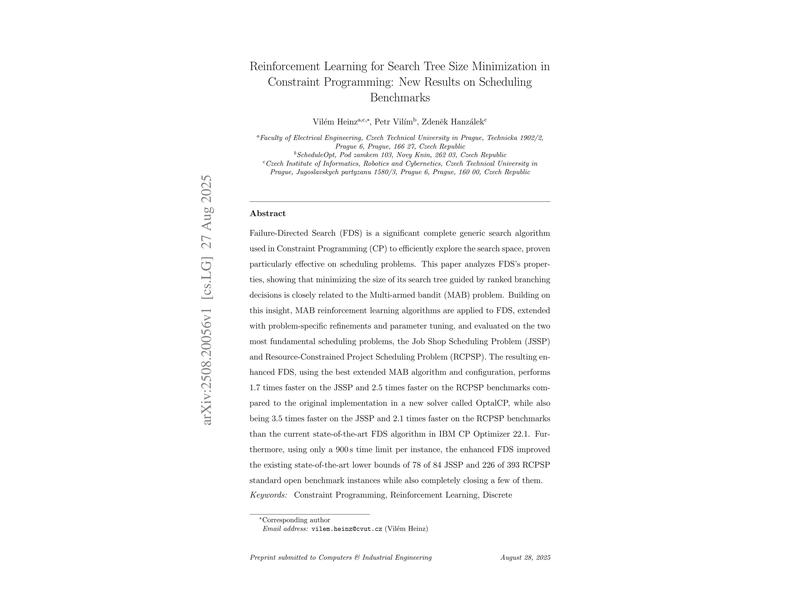 Reinforcement Learning for Search Tree Size Minimization in
Constraint Programming: New Results on Scheduling
Benchmarks
Vilém Heinzᵃ,ᶜ,*, Petr Vilímᵇ, Zdeněk Hanzálekᶜ
ᵃFaculty of Electrical Engineering, Czech Technical University in Prague, Technicka 1902/2,
Prague 6, Prague, 166 27, Czech Republic
ᵇScheduleOpt, Pod zamkem 103, Novy Knin, 262 03, Czech Republic
ᶜCzech Institute of Informatics, Robotics and Cybernetics, Czech Technical University in
Prague, Jugoslavskych partyzanu 1580/3, Prague 6, Prague, 160 00, Czech Republic
arXiv:2508.20056v1 [cs.LG] 27 Aug 2025
Abstract
Failure-Directed Search (FDS) is a significant complete generic search algorithm
used in Constraint Programming (CP) to efficiently explore the search space, proven
particularly effective on scheduling problems. This paper analyzes FDS's proper-
ties, showing that minimizing the size of its search tree guided by ranked branching
decisions is closely related to the Multi-armed bandit (MAB) problem. Building on
this insight, MAB reinforcement learning algorithms are applied to FDS, extended
with problem-specific refinements and parameter tuning, and evaluated on the two
most fundamental scheduling problems, the Job Shop Scheduling Problem (JSSP)
and Resource-Constrained Project Scheduling Problem (RCPSP). The resulting en-
hanced FDS, using the best extended MAB algorithm and configuration, performs
1.7 times faster on the JSSP and 2.5 times faster on the RCPSP benchmarks com-
pared to the original implementation in a new solver called OptalCP, while also
being 3.5 times faster on the JSSP and 2.1 times faster on the RCPSP benchmarks
than the current state-of-the-art FDS algorithm in IBM CP Optimizer 22.1. Fur-
thermore, using only a 900 s time limit per instance, the enhanced FDS improved
the existing state-of-the-art lower bounds of 78 of 84 JSSP and 226 of 393 RCPSP
standard open benchmark instances while also completely closing a few of them.
Keywords: Constraint Programming, Reinforcement Learning, Discrete
*Corresponding author
Email address: vilem.heinz@cvut.cz (Vilém Heinz)
Preprint submitted to Computers & Industrial Engineering August 28, 2025